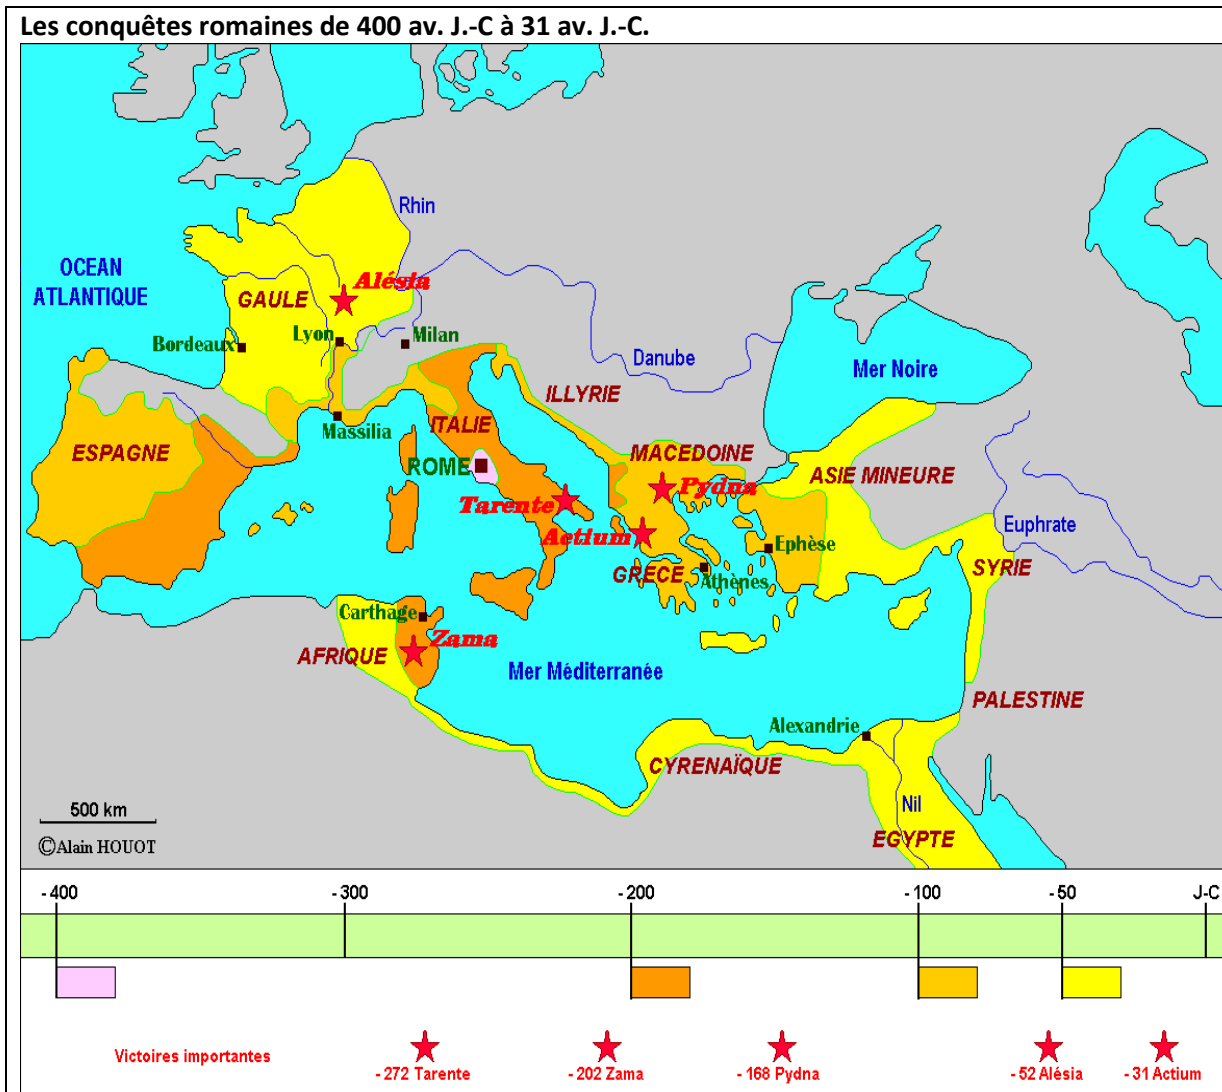 Les conquêtes romaines de 400 av. J.-C à 31 av. J.-C.
Rhin
OCEAN
ATLANTIQUE
Alésia
GAULE
Lyon
Milan
Bordeaux
Danube
Mer Noire
ILLYRIE
Massilia
ITALIE
ESPAGNE
MACEDOINE
ROME
ASIE MINEURE
Pydna
Tarente
Euphrate
Actium
Ephèse
SYRIE
GRECE
Athènes
Carthage
Zama
AFRIQUE
Mer Méditerranée
PALESTINE
Alexandrie
CYRENAÏQUE
Nil
500 km
EGYPTE
©Alain HOUOT
- 400
- 300
- 200
- 100
- 50
J-C
Victoires importantes
- 272 Tarente
- 202 Zama
- 168 Pydna
- 52 Alésia
- 31 Actium